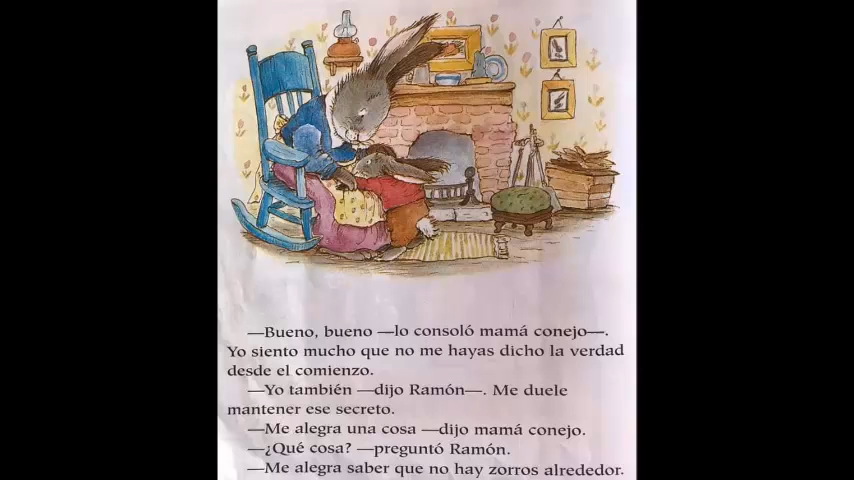 —Bueno, bueno —lo consoló mamá conejo—.
Yo siento mucho que no me hayas dicho la verdad
desde el comienzo.
—Yo también —dijo Ramón—. Me duele
mantener ese secreto.
—Me alegra una cosa —dijo mamá conejo.
—¿Qué cosa? —preguntó Ramón.
—Me alegra saber que no hay zorros alrededor.